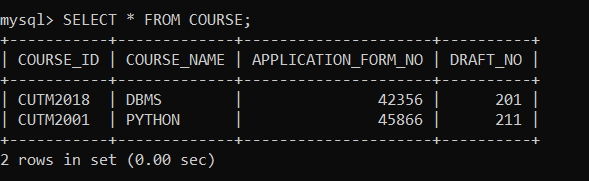 mysql> SELECT * FROM COURSE;
+-----------+-------------+---------------------+----------+
| COURSE_ID | COURSE_NAME | APPLICATION_FORM_NO | DRAFT_NO |
+-----------+-------------+---------------------+----------+
| CUTM2018  | DBMS        |               42356 |      201 |
| CUTM2001  | PYTHON      |               45866 |      211 |
+-----------+-------------+---------------------+----------+
2 rows in set (0.00 sec)